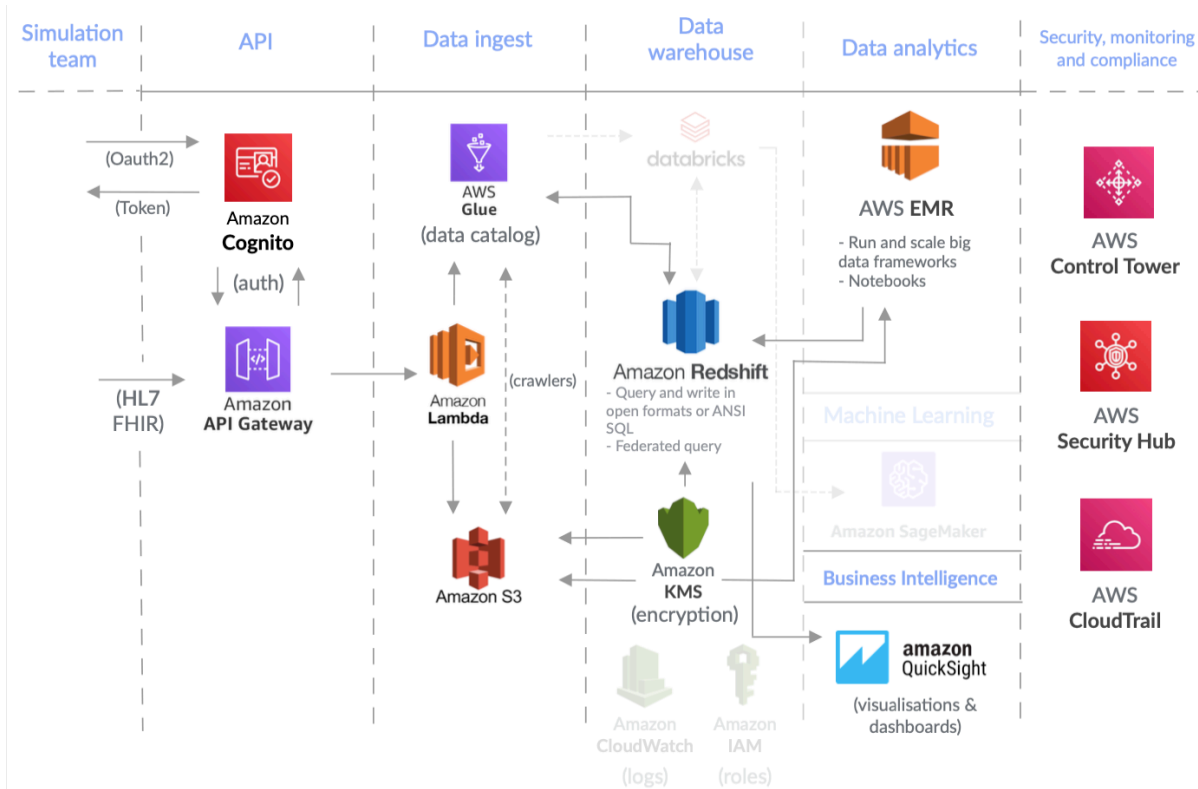 Simulation
team
API
Data ingest
Data
warehouse
Data analytics
Security, monitoring
and compliance
(Oauth2)
(Token)
Amazon
Cognito
(auth)
Amazon
API Gateway
(HL7
FHIR)
AWS
Glue
(data catalog)
(crawlers)
Amazon
Lambda
Amazon S3
databricks
Amazon Redshift
- Query and write in
open formats or ANSI
SQL
- Federated query
Amazon
KMS
(encryption)
Amazon
CloudWatch
(logs)
Amazon
IAM
(roles)
AWS EMR
- Run and scale big
data frameworks
- Notebooks
Machine Learning
Amazon SageMaker
Business Intelligence
amazon
QuickSight
(visualisations &
dashboards)
AWS
Control Tower
AWS
Security Hub
AWS
CloudTrail